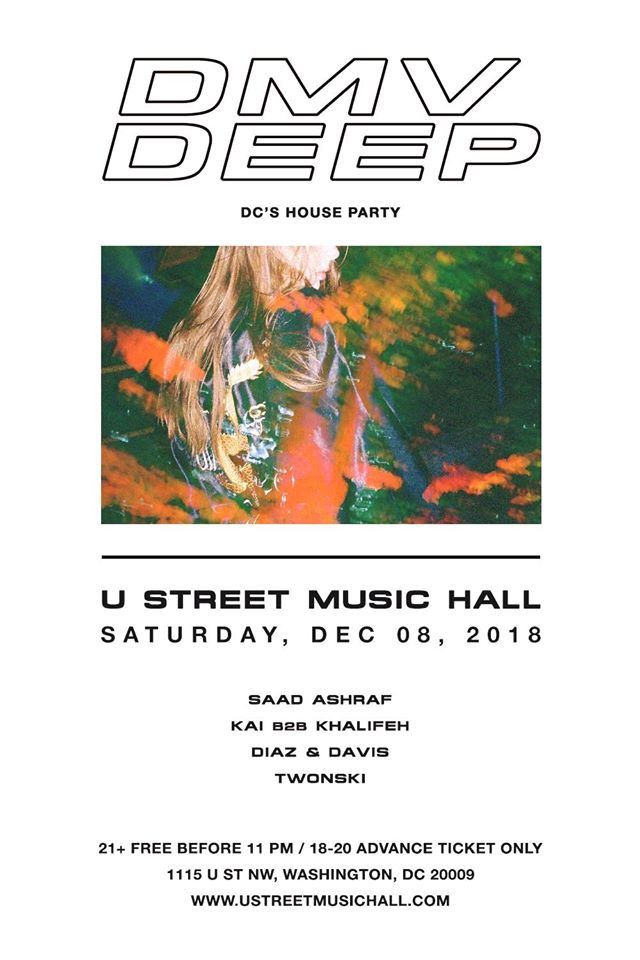 DMV
DEEP
DC'S HOUSE PARTY
U STREET MUSIC HALL
SATURDAY, DEC 08, 2018
SAAD ASHRAF
KAI B2B KHALIFEH
DIAZ & DAVIS
TWONSKI
21+ FREE BEFORE 11 PM / 18-20 ADVANCE TICKET ONLY
1115 U ST NW, WASHINGTON, DC 20009
WWW.USTREETMUSICHALL.COM